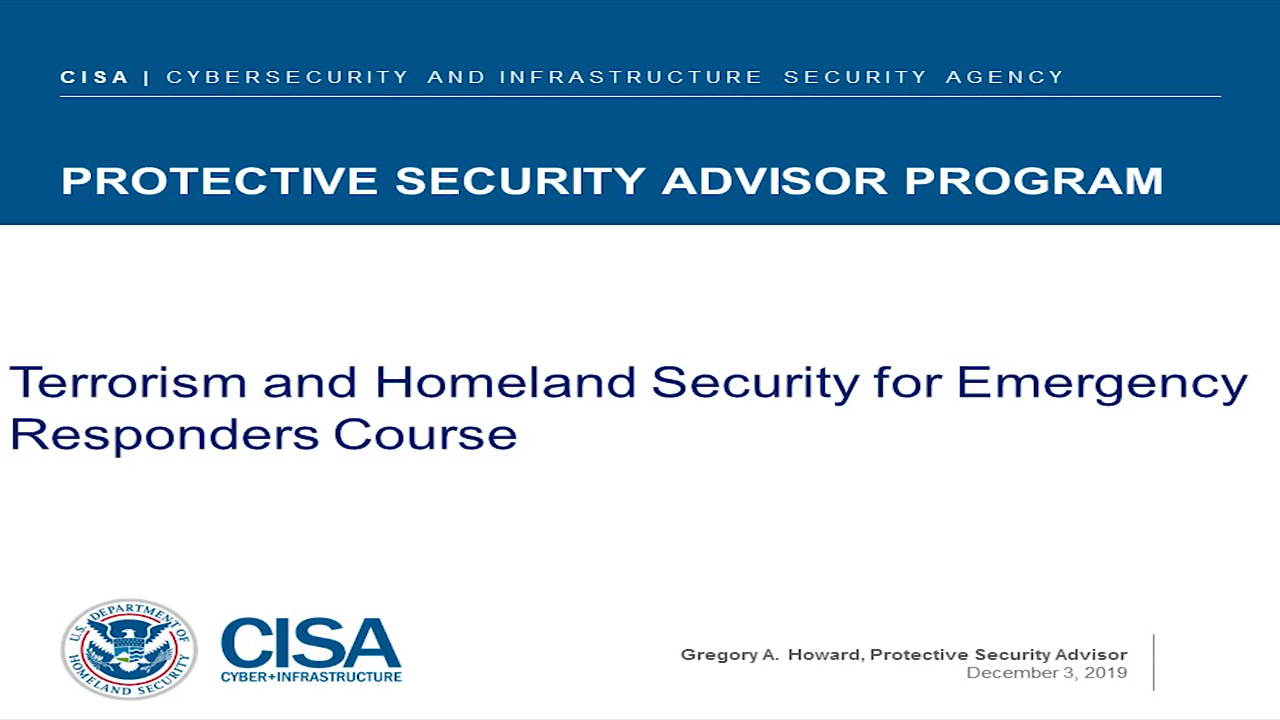 CISA | CYBERSECURITY AND INFRASTRUCTURE SECURITY AGENCY
PROTECTIVE SECURITY ADVISOR PROGRAM
Terrorism and Homeland Security for Emergency
Responders Course
U.S. DEPARTMENT OF
HOMELAND SECURITY
CISA
CYBER+INFRASTRUCTURE
Gregory A. Howard, Protective Security Advisor
December 3, 2019